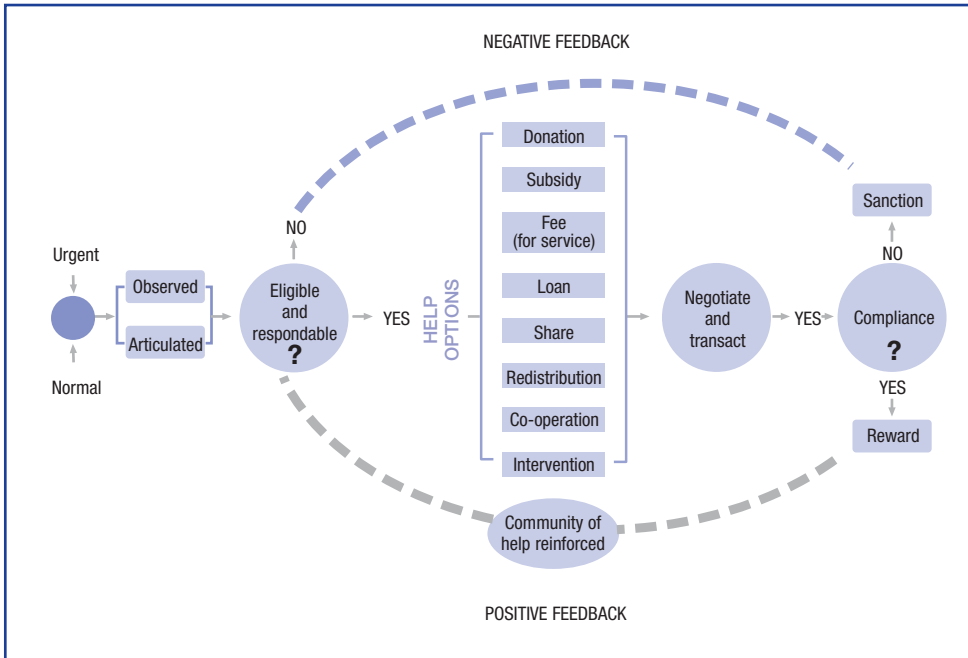 NEGATIVE FEEDBACK
Urgent
Normal
Observed
Articulated
NO
Eligible
and
respondable
?
YES
HELP
OPTIONS
Donation
Subsidy
Fee
(for service)
Loan
Share
Redistribution
Co-operation
Intervention
Negotiate
and
transact
YES
Sanction
NO
Compliance
?
YES
Reward
Community of
help reinforced
POSITIVE FEEDBACK